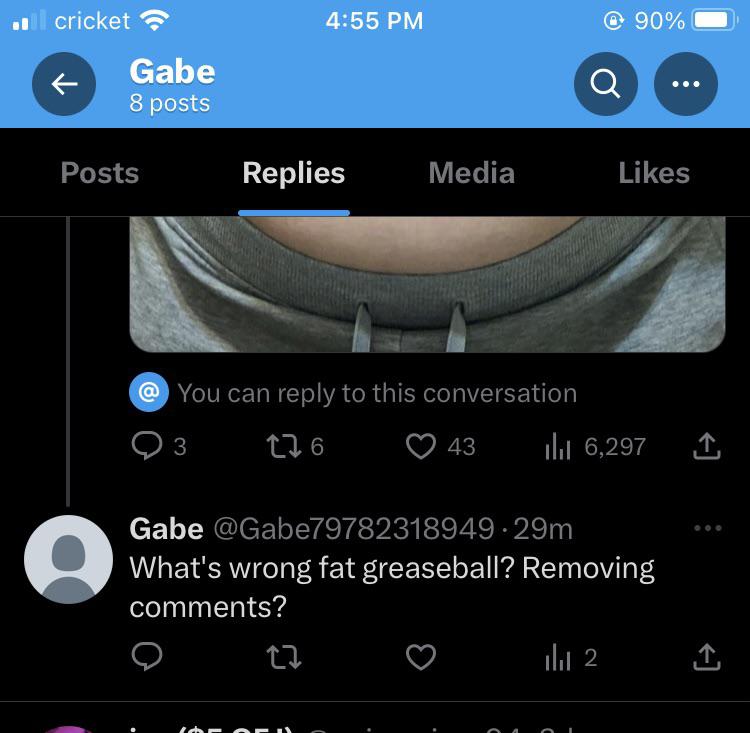 cricket 4:55 PM 90%
Gabe
8 posts
Posts Replies Media Likes
@ You can reply to this conversation
3 6 43 6,297
Gabe @Gabe79782318949 · 29m
What's wrong fat greaseball? Removing
comments?
2